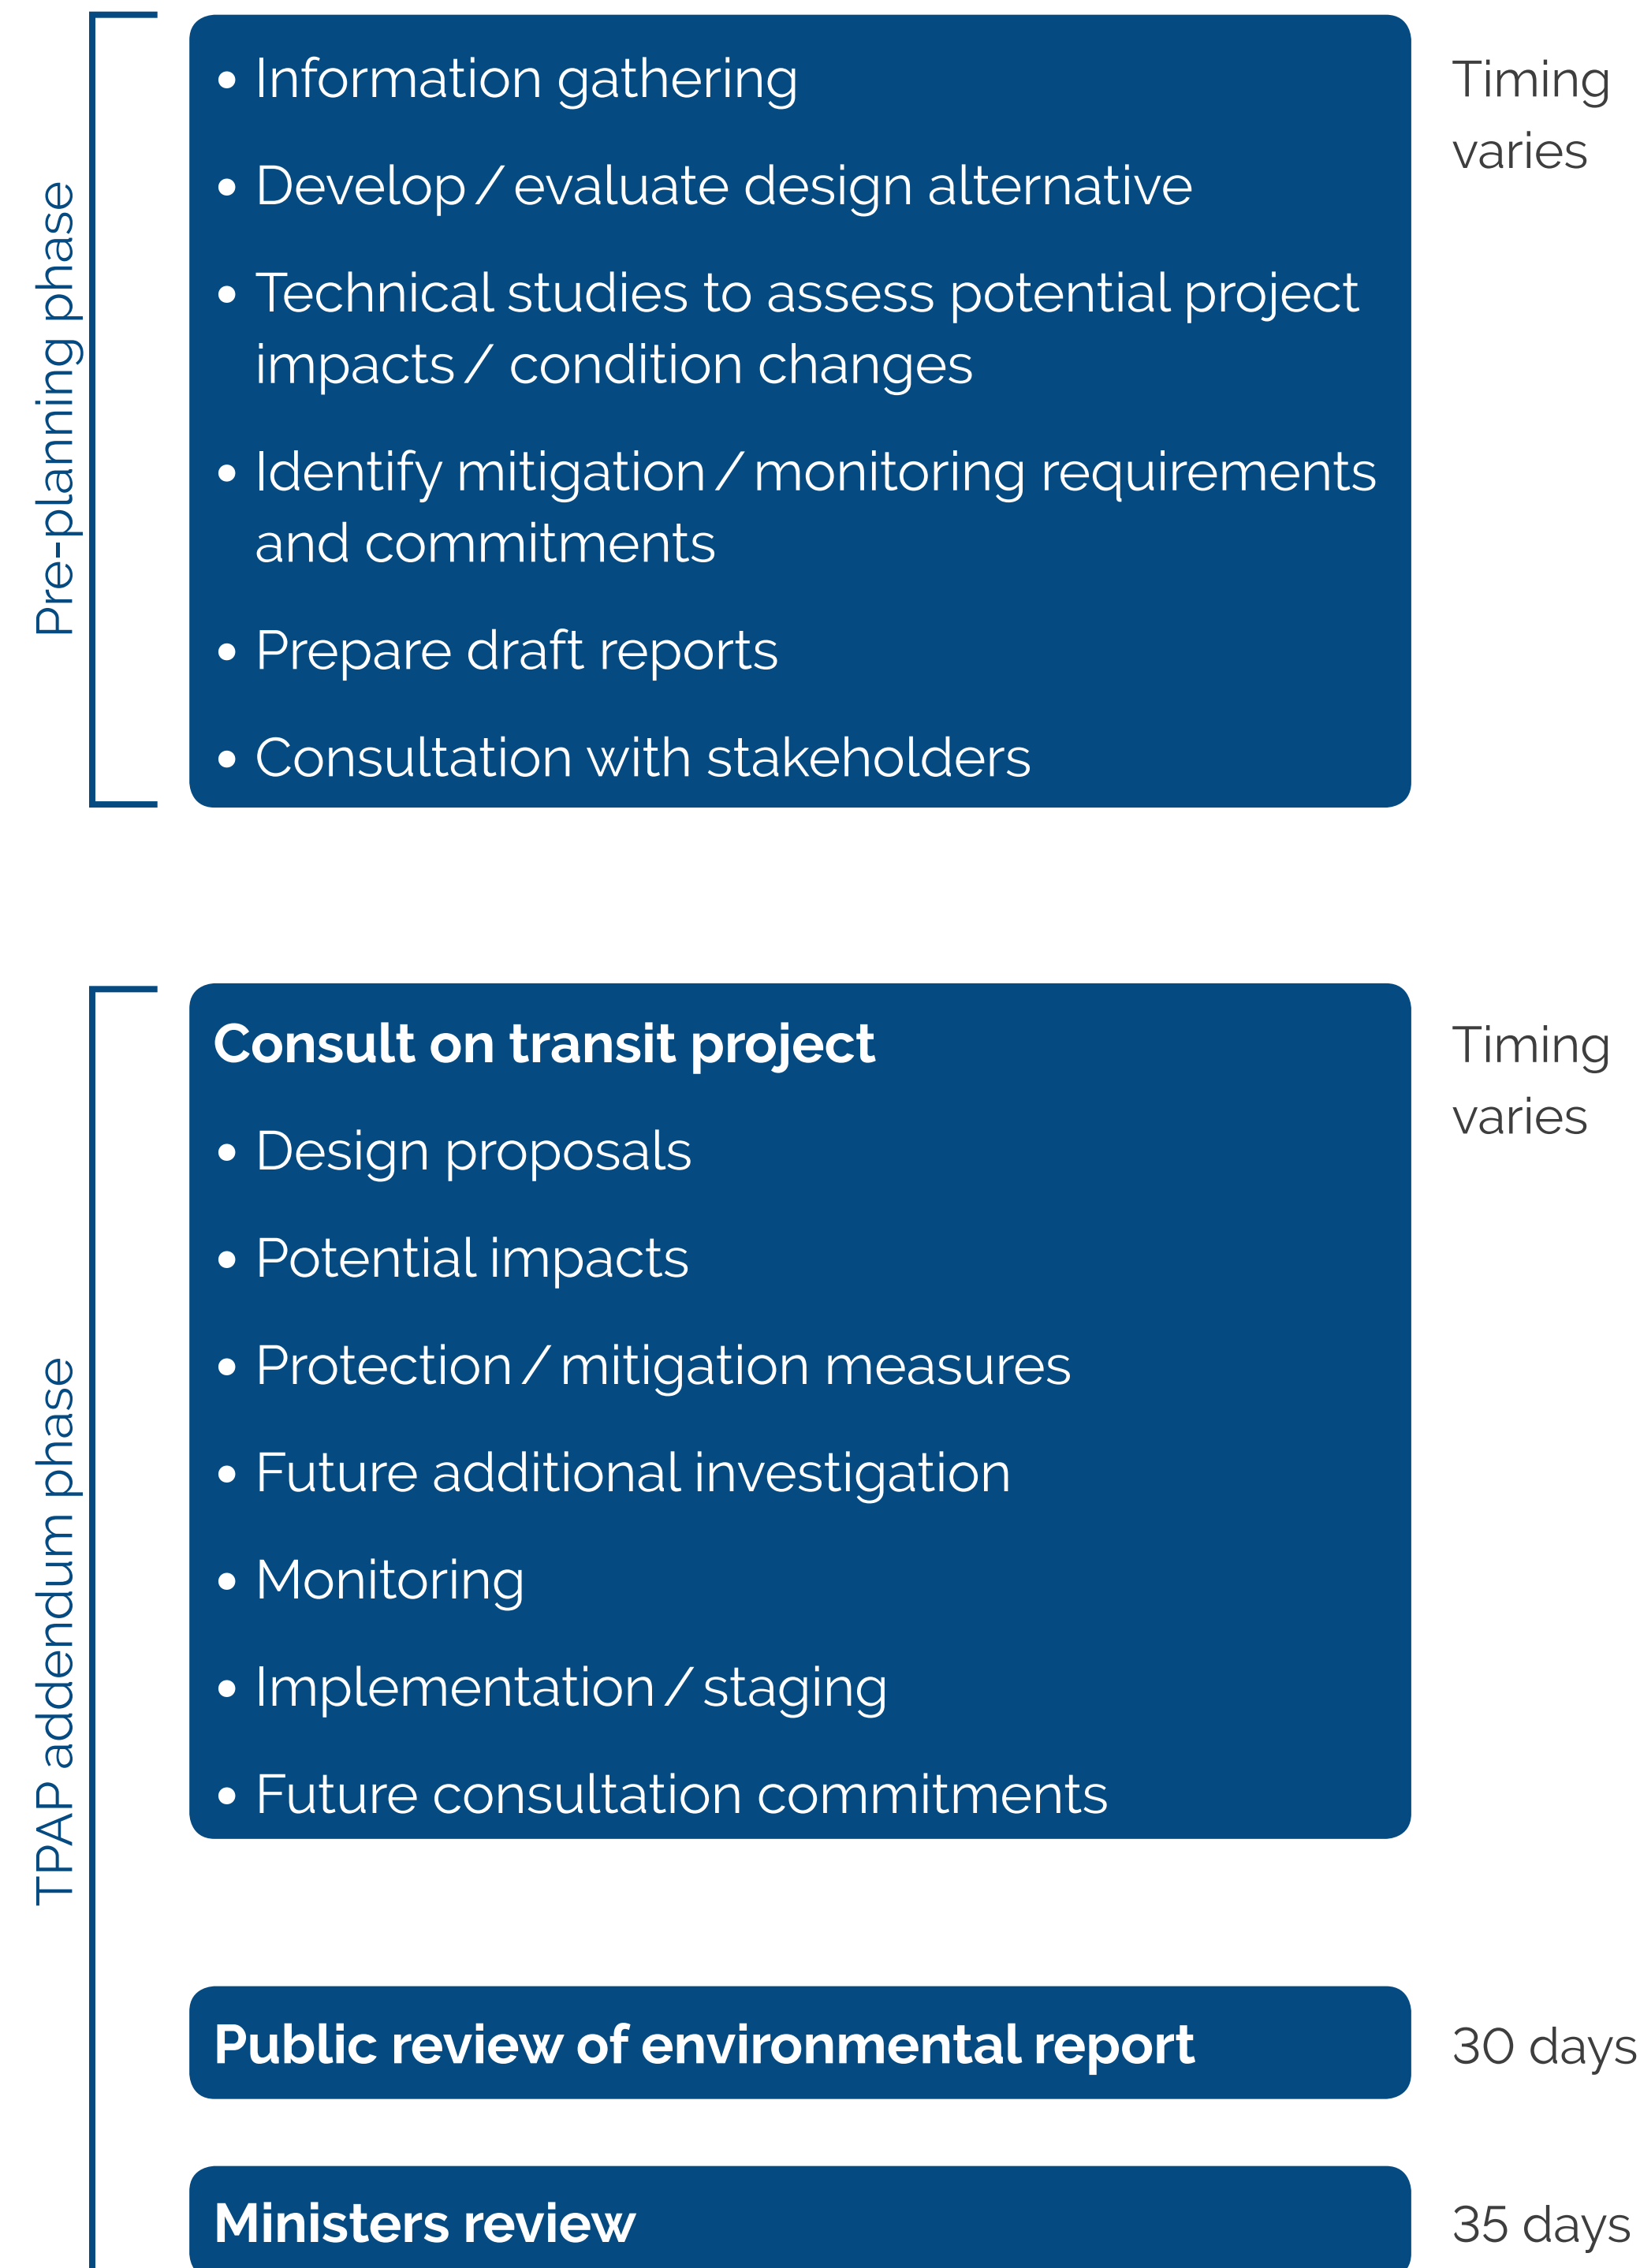 Pre-planning phase
• Information gathering
• Develop / evaluate design alternative
• Technical studies to assess potential project
impacts / condition changes
• Identify mitigation / monitoring requirements
and commitments
• Prepare draft reports
• Consultation with stakeholders
Timing
varies
TPAP addendum phase
Consult on transit project
• Design proposals
• Potential impacts
• Protection / mitigation measures
• Future additional investigation
• Monitoring
• Implementation / staging
• Future consultation commitments
Timing
varies
Public review of environmental report
30 days
Ministers review
35 days